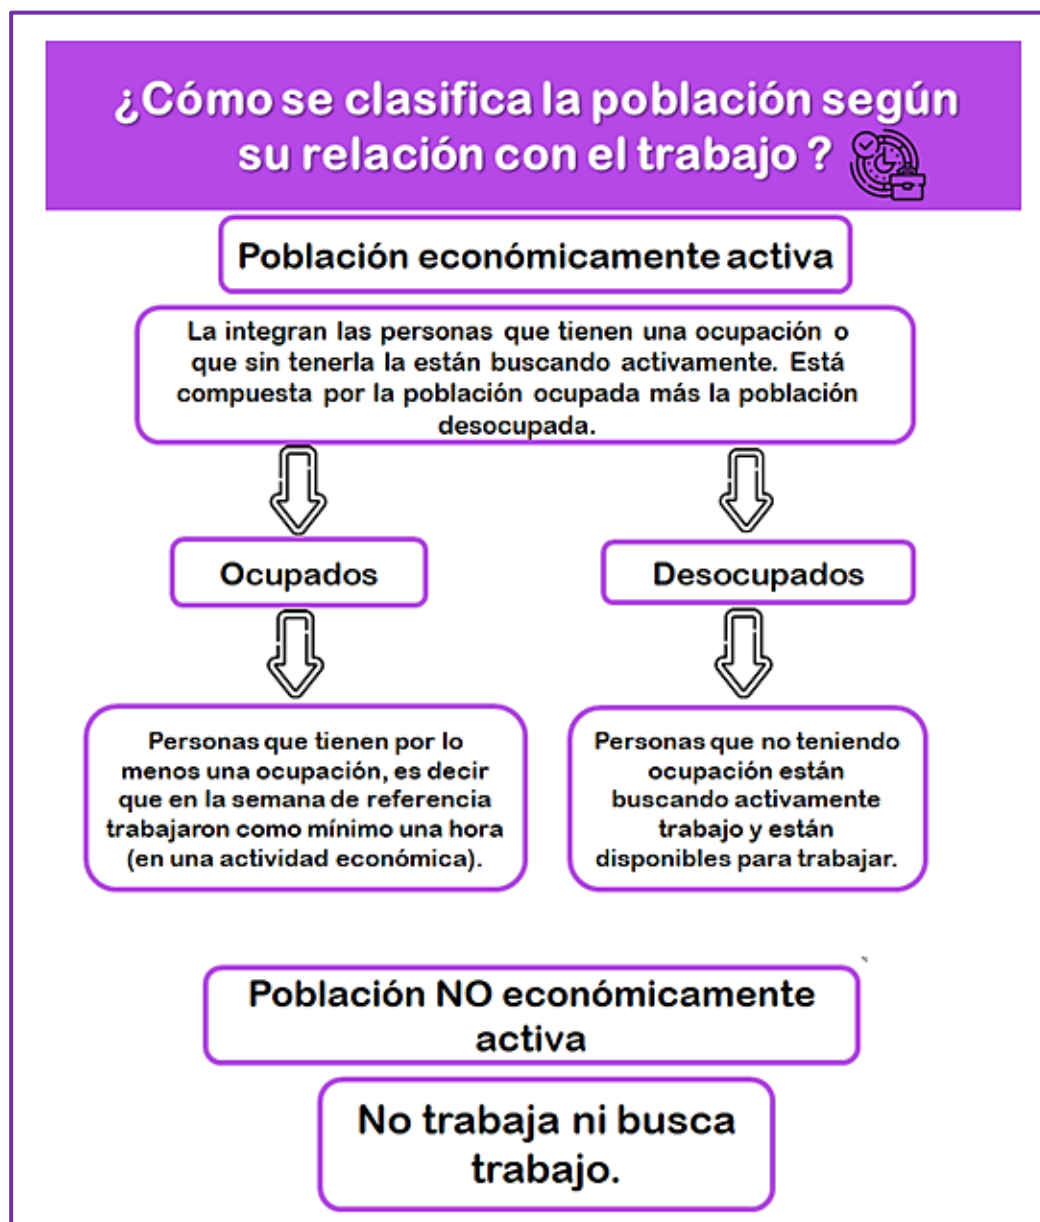 ¿Cómo se clasifica la población según
su relación con el trabajo ?
Población económicamente activa
La integran las personas que tienen una ocupación o
que sin tenerla la están buscando activamente. Está
compuesta por la población ocupada más la población
desocupada.
Ocupados
Desocupados
Personas que tienen por lo
menos una ocupación, es decir
que en la semana de referencia
trabajaron como mínimo una hora
(en una actividad económica).
Personas que no teniendo
ocupación están
buscando activamente
trabajo y están
disponibles para trabajar.
Población NO económicamente
activa
No trabaja ni busca
trabajo.